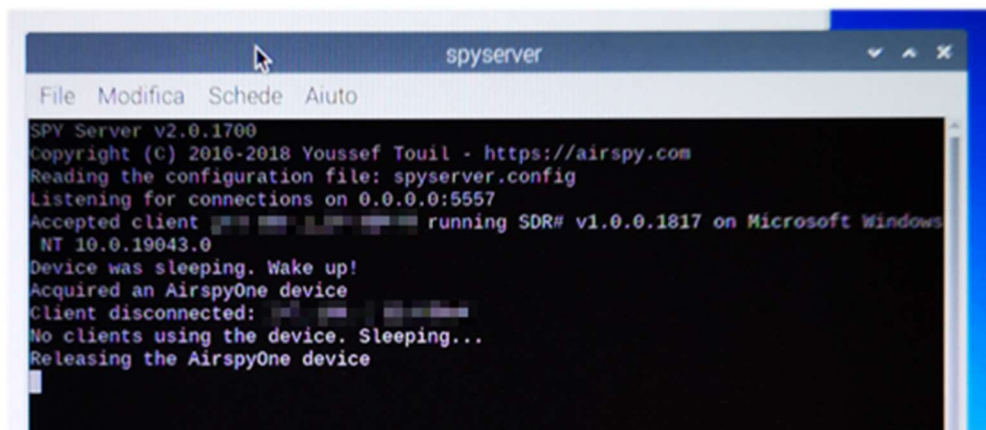 spyserver
File Modifica Schede Aiuto
SPY Server v2.0.1700
Copyright (C) 2016-2018 Youssef Touil - https://airspy.com
Reading the configuration file: spyserver.config
Listening for connections on 0.0.0.0:5557
Accepted client running SDR# v1.0.0.1817 on Microsoft Windows
NT 10.0.19043.0
Device was sleeping. Wake up!
Acquired an AirspyOne device
Client disconnected:
No clients using the device. Sleeping...
Releasing the AirspyOne device